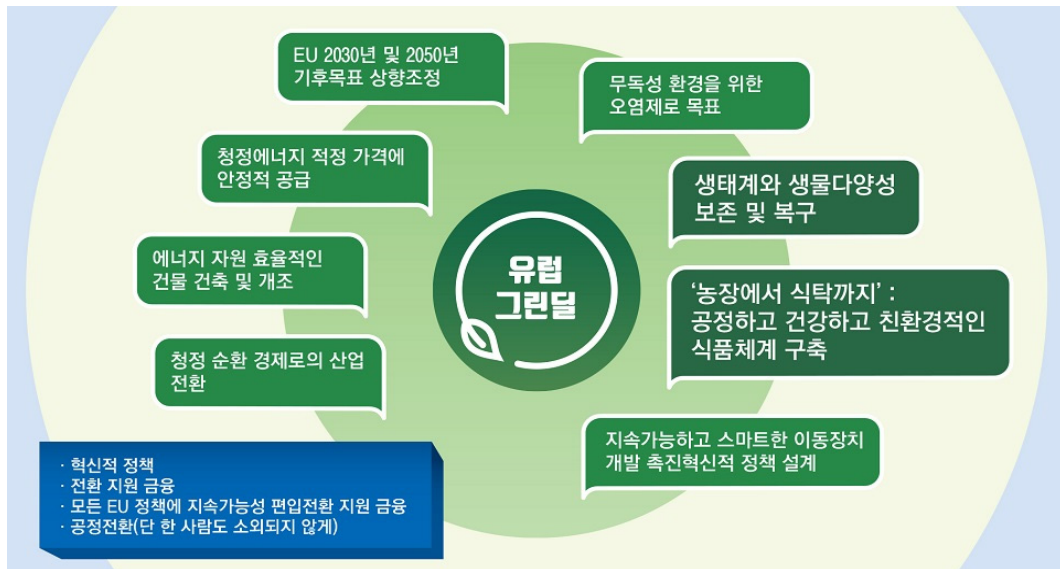 EU 2030년 및 2050년
기후목표 상향조정
무독성 환경을 위한
오염제로 목표
청정에너지 적정 가격에
안정적 공급
생태계와 생물다양성
보존 및 복구
에너지 자원 효율적인
건물 건축 및 개조
유럽
그린딜
'농장에서 식탁까지' :
공정하고 건강하고 친환경적인
식품체계 구축
청정 순환 경제로의 산업
전환
지속가능하고 스마트한 이동장치
개발 촉진혁신적 정책 설계
· 혁신적 정책
· 전환 지원 금융
· 모든 EU 정책에 지속가능성 편입전환 지원 금융
· 공정전환(단 한 사람도 소외되지 않게)